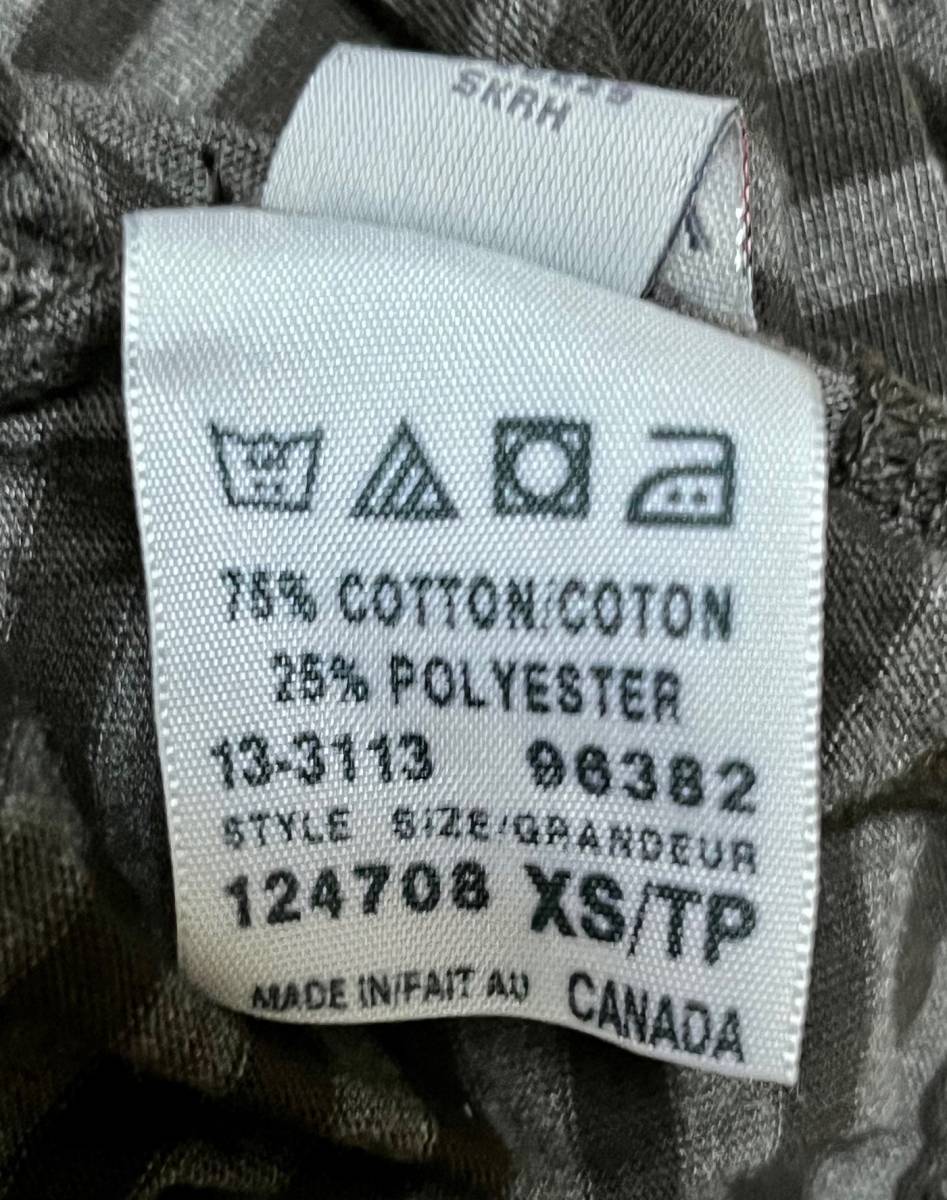 SKRH
75% COTTON/COTON
25% POLYESTER
13-3113 96382
STYLE SIZE/GRANDEUR
124708 XS/TP
MADE IN/FAIT AU CANADA